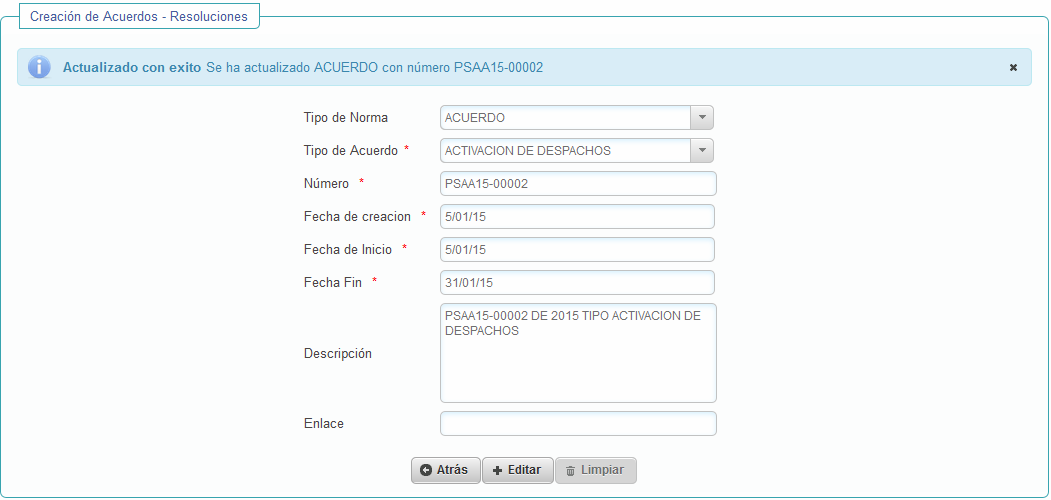 Creación de Acuerdos - Resoluciones
Actualizado con exito Se ha actualizado ACUERDO con número PSAA15-00002
Tipo de Norma ACUERDO
Tipo de Acuerdo * ACTIVACION DE DESPACHOS
Número * PSAA15-00002
Fecha de creacion * 5/01/15
Fecha de Inicio * 5/01/15
Fecha Fin * 31/01/15
Descripción
PSAA15-00002 DE 2015 TIPO ACTIVACION DE
DESPACHOS
Enlace
Atrás Editar Limpiar